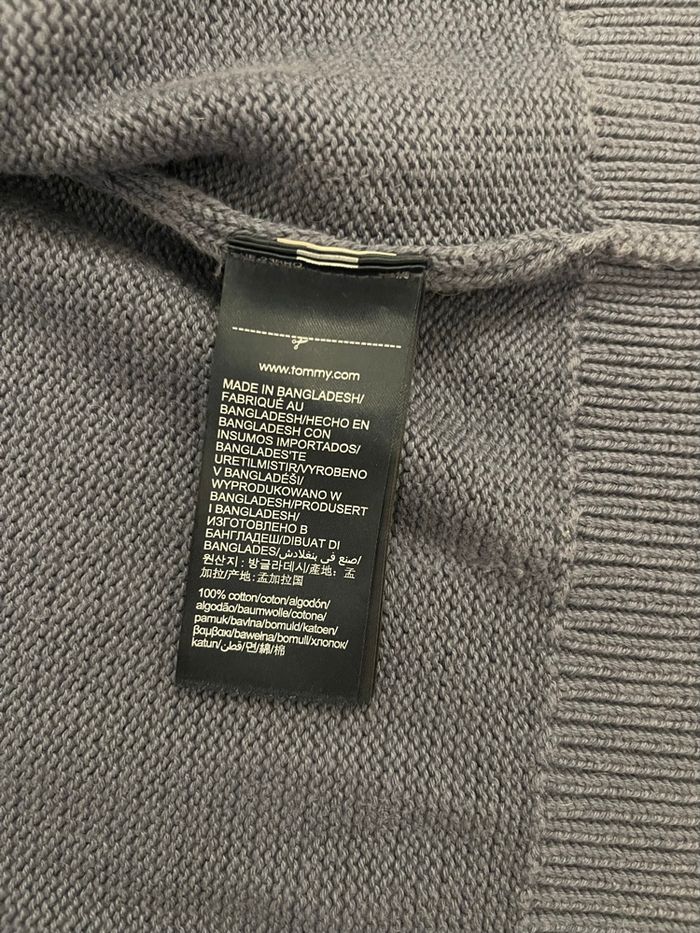 www.tommy.com
MADE IN BANGLADESH/
FABRIQUÉ AU
BANGLADESH/HECHO EN
BANGLADESH CON
INSUMOS IMPORTADOS/
BANGLADES'TE
URETILMISTIR/VYROBENO
V BANGLADÉŠI/
WYPRODUKOWANO W
BANGLADESH/PRODUSERT
I BANGLADESH/
ИЗГОТОВЛЕНО В
БАНГЛАДЕШ/DIBUAT DI
BANGLADES/صنع في بنغلادش/
원산지 : 방글라데시/產地: 孟
加拉/产地:孟加拉国
100% cotton/coton/algodón/
algodão/baumwolle/cotone/
pamuk/bavlna/bomuld/katoen/
βαμβακι/bawełna/bomull/хлопок/
katun/قطن/면/綿/棉